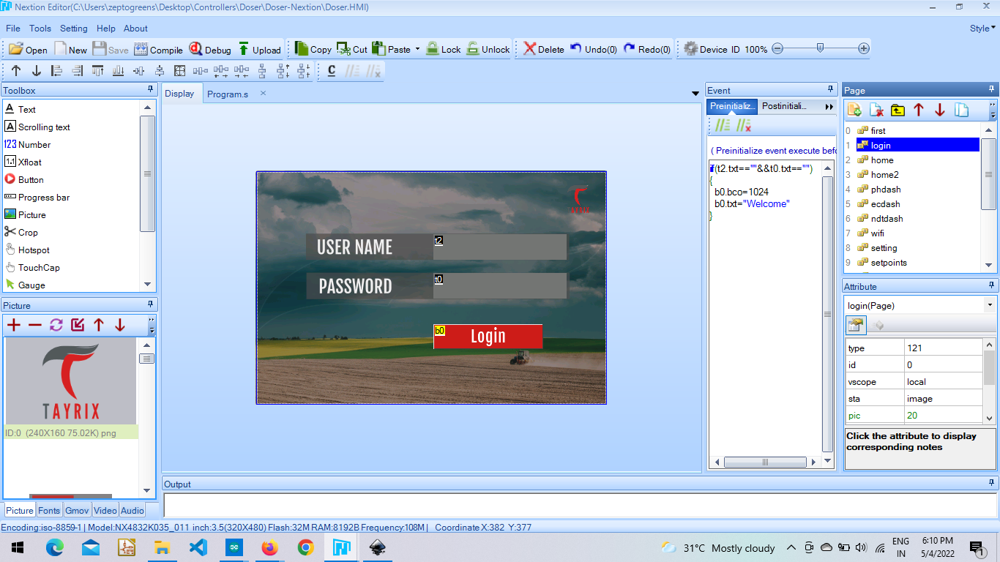 Nextion Editor(C:\Users\zeptogreens\Desktop\Controllers\Doser\Doser-Nextion\Doser.HMI)
File Tools Setting Help About
Style
Open New Save Compile Debug Upload Copy Cut Paste Lock Unlock Delete Undo(0) Redo(0) Device ID 100%
C
Toolbox
Text
Scrolling text
123 Number
1.1 Xfloat
Button
Progress bar
Picture
Crop
Hotspot
TouchCap
Gauge
Picture
TAYRIX
ID:0 (240X160 75.02K) png
Picture Fonts Gmov Video Audio
Display Program.s
TAYRIX
USER NAME t2
PASSWORD t0
b0 Login
Event
Preinitializ... Postinitiali...
( Preinitialize event execute befo
if(t2.txt==""&&t0.txt=="")
{
b0.bco=1024
b0.txt="Welcome"
}
Page
0 first
1 login
2 home
3 home2
4 phdash
5 ecdash
6 ndtdash
7 wifi
8 setting
9 setpoints
Attribute
login(Page)
type 121
id 0
vscope local
sta image
pic 20
Click the attribute to display
corresponding notes
Output
Encoding:iso-8859-1 | Model:NX4832K035_011 inch:3.5(320X480) Flash:32M RAM:8192B Frequency:108M | Coordinate X:382 Y:377
31°C Mostly cloudy
ENG
IN
6:10 PM
5/4/2022
1